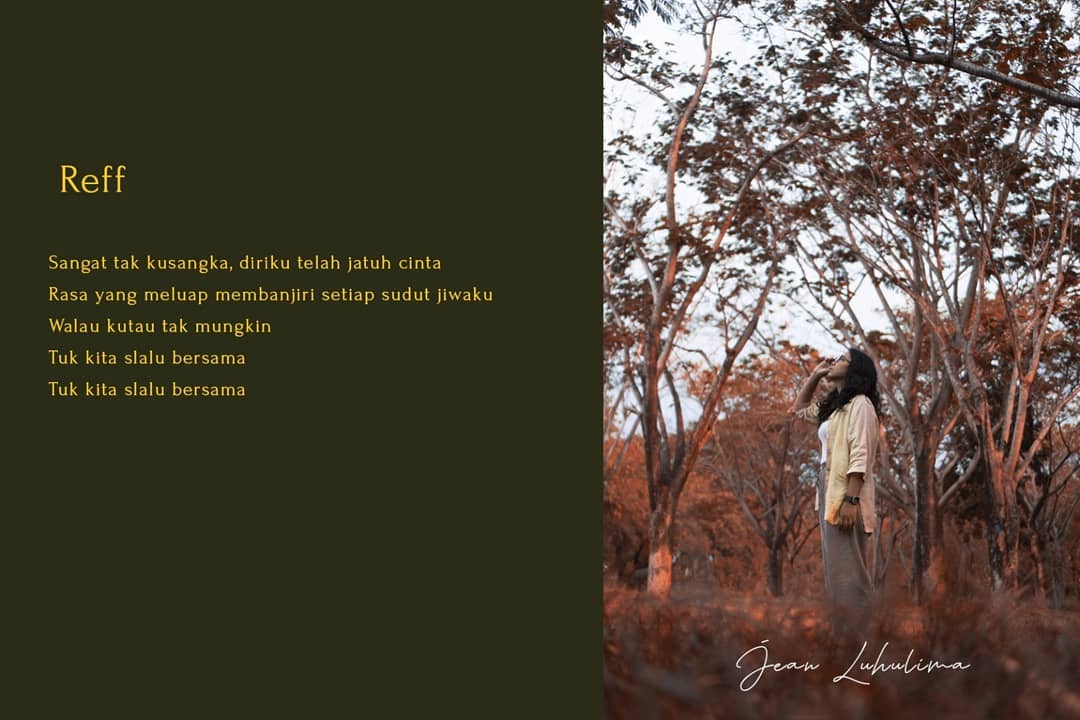 Reff
Sangat tak kusangka, diriku telah jatuh cinta
Rasa yang meluap membanjiri setiap sudut jiwaku
Walau kutau tak mungkin
Tuk kita slalu bersama
Tuk kita slalu bersama
Jean Luhulima